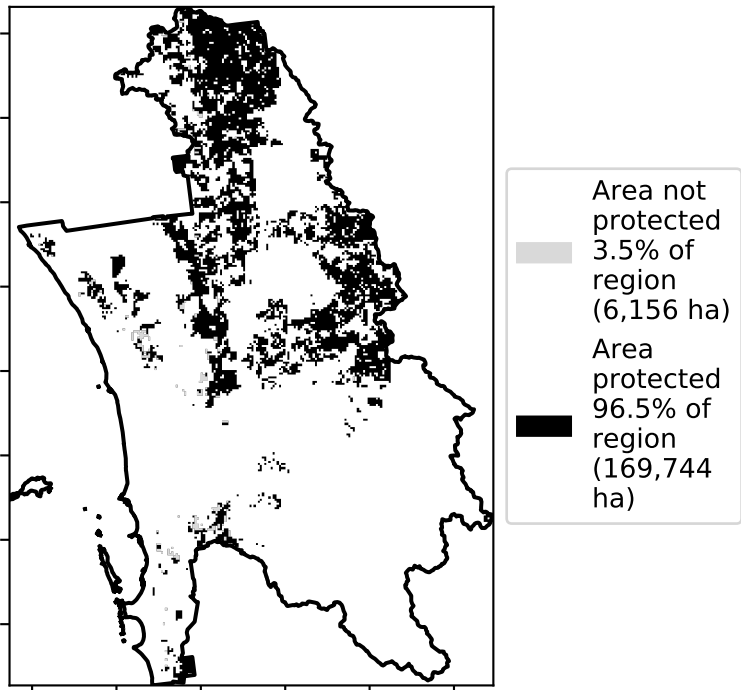 Area not
protected
3.5% of
region
(6,156 ha)
Area
protected
96.5% of
region
(169,744
ha)